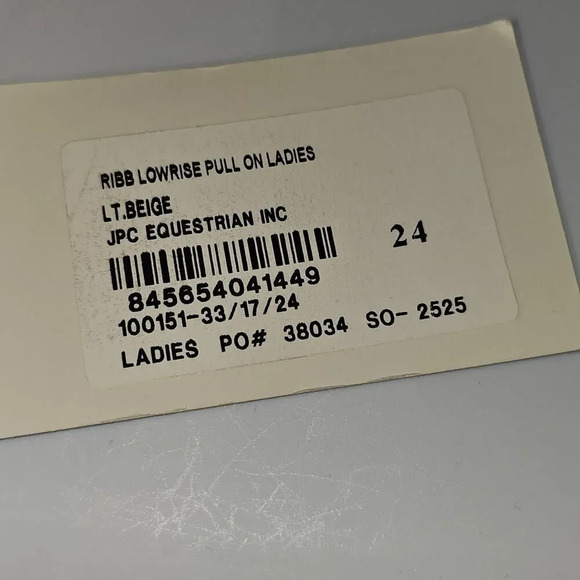 RIBB LOWRISE PULL ON LADIES
LT.BEIGE
JPC EQUESTRIAN INC
24
845654041449
100151-33/17/24
LADIES PO# 38034 SO- 2525